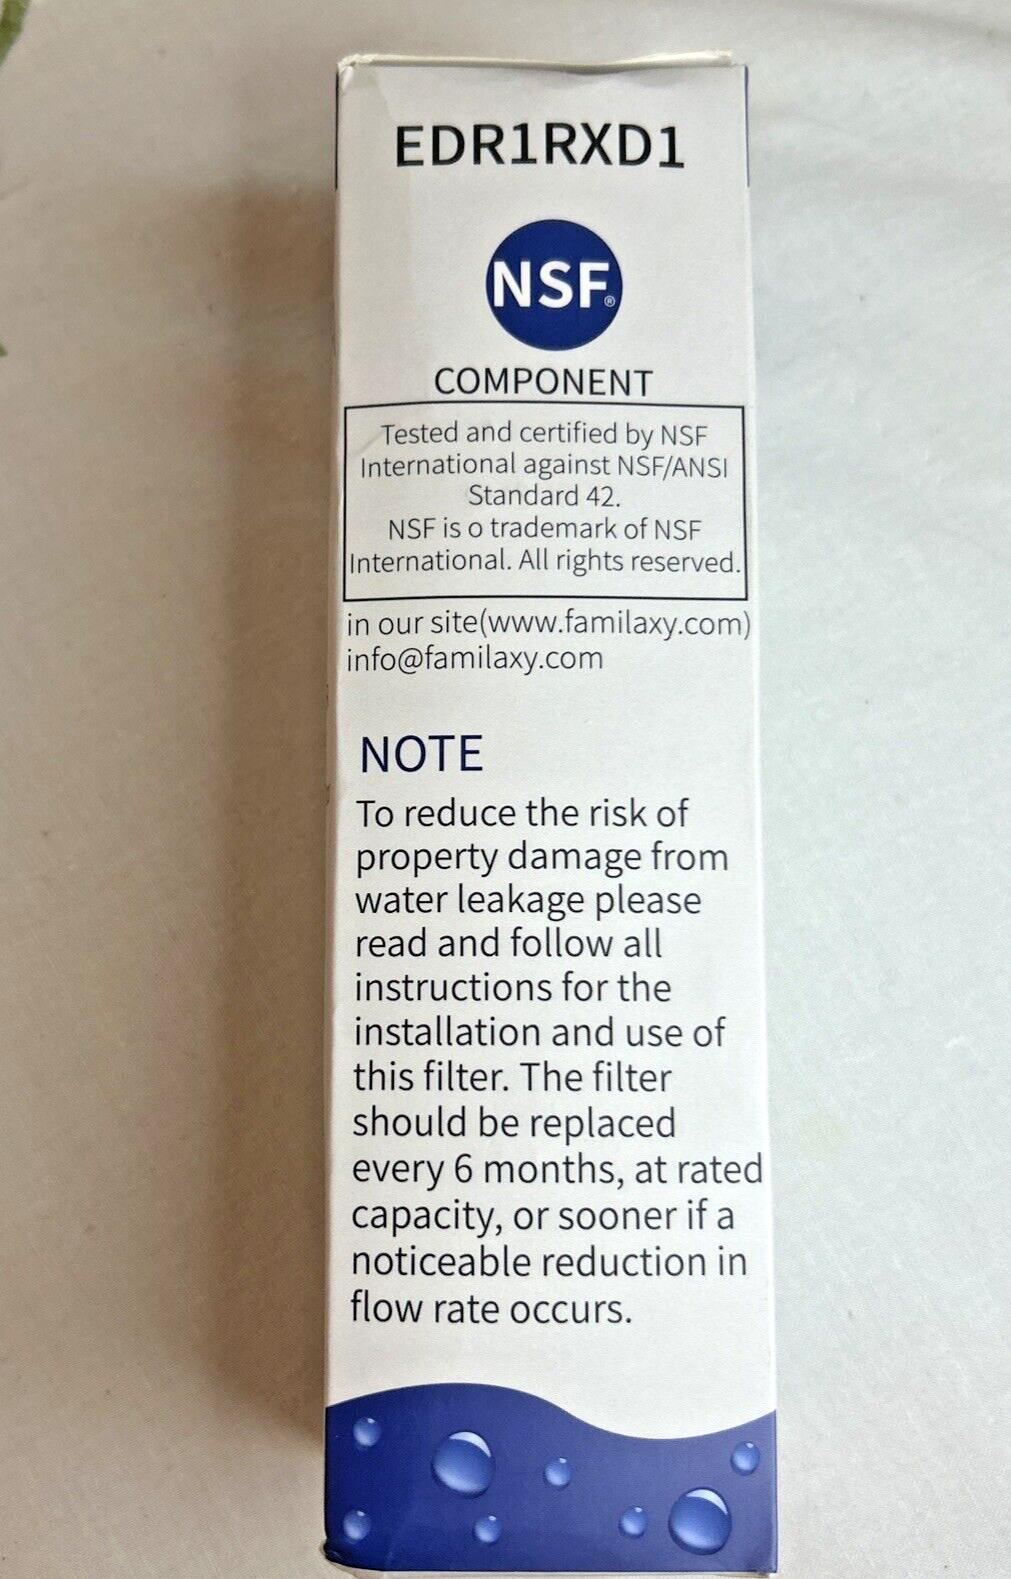 EDR1RXD1
NSF®
COMPONENT
Tested and certified by NSF
International against NSF/ANSI
Standard 42.
NSF is o trademark of NSF
International. All rights reserved.
in our site(www.familaxy.com)
info@familaxy.com
NOTE
To reduce the risk of
property damage from
water leakage please
read and follow all
instructions for the
installation and use of
this filter. The filter
should be replaced
every 6 months, at rated
capacity, or sooner if a
noticeable reduction in
flow rate occurs.